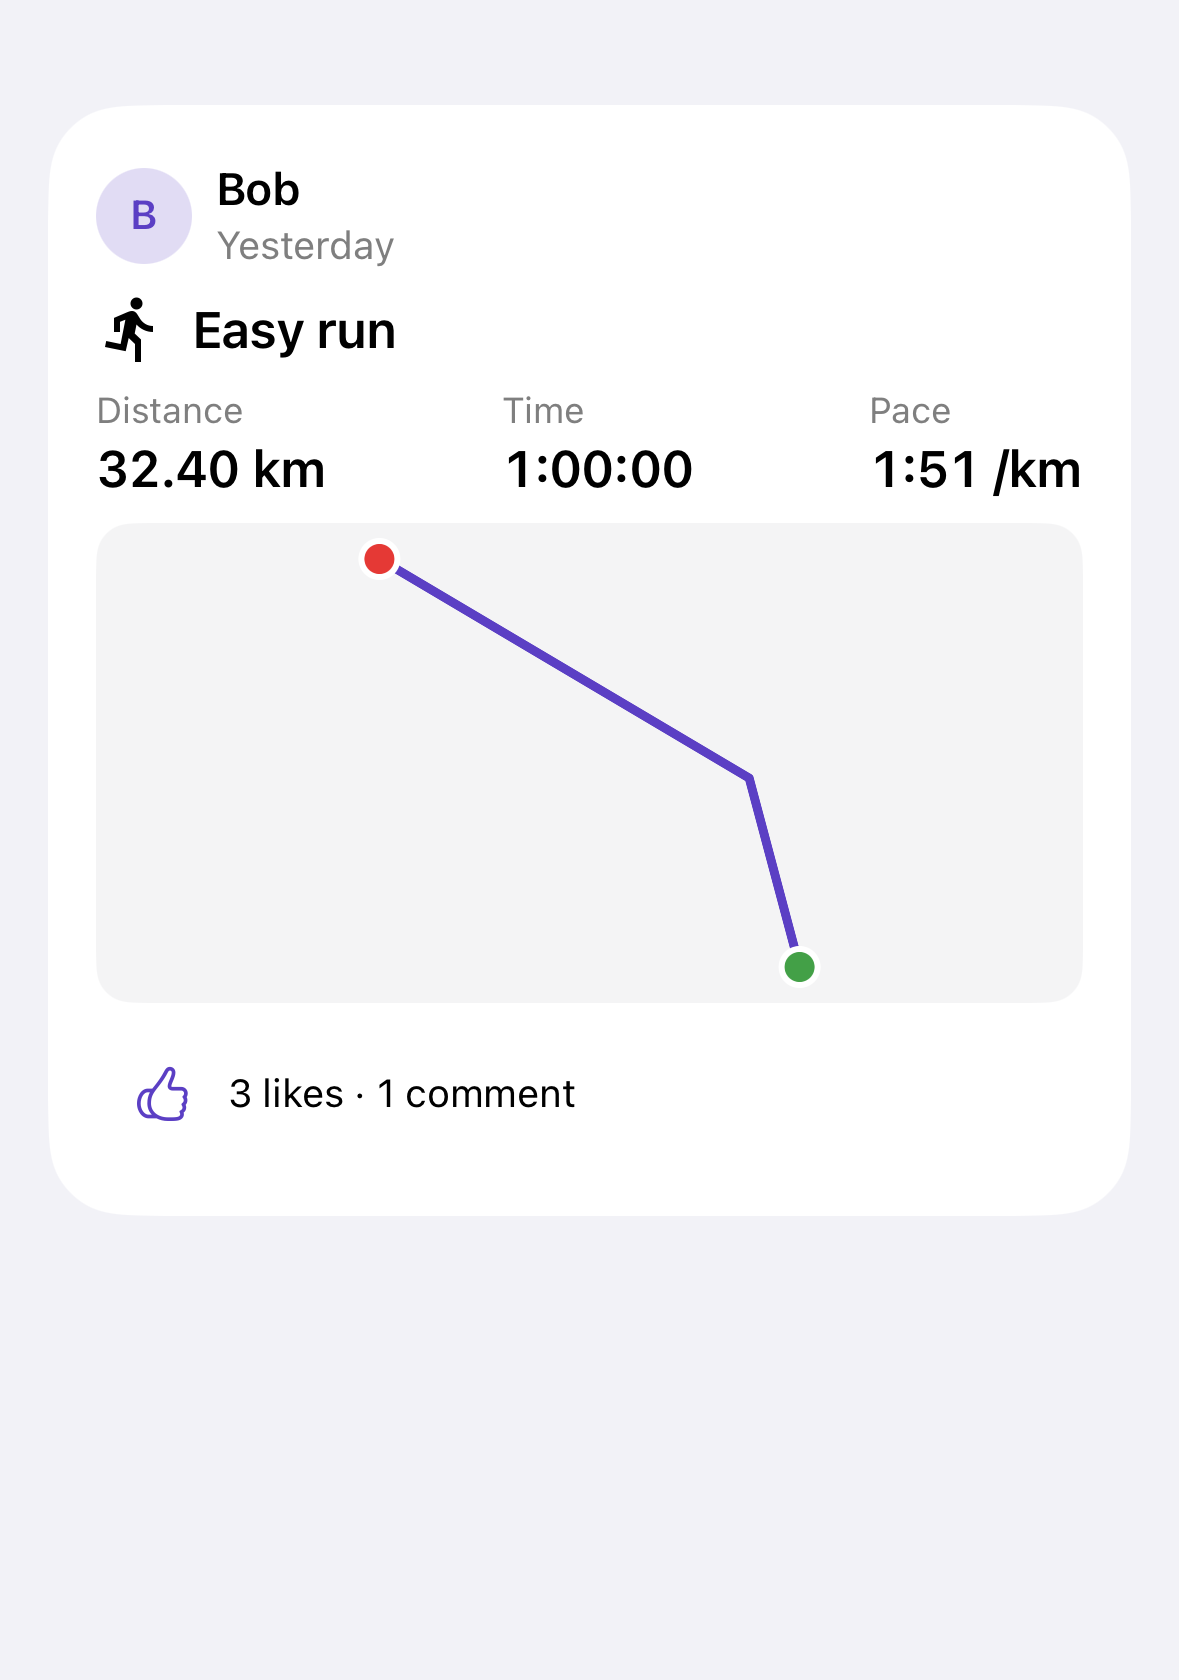 B
Bob
Yesterday
Easy run
Distance Time Pace
32.40 km 1:00:00 1:51 /km
3 likes · 1 comment